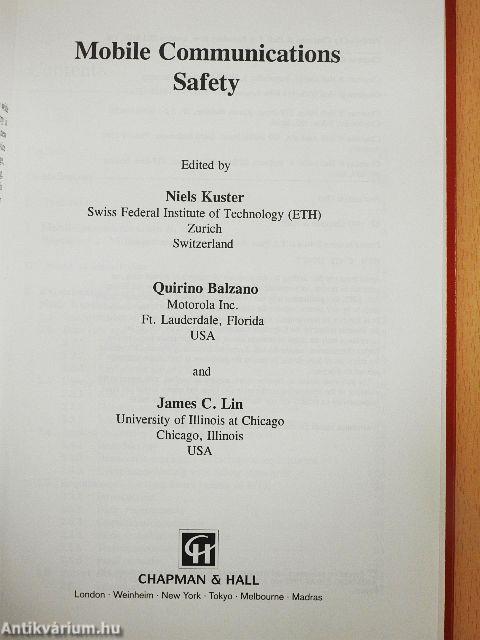 Mobile Communications
Safety
Edited by
Niels Kuster
Swiss Federal Institute of Technology (ETH)
Zurich
Switzerland
Quirino Balzano
Motorola Inc.
Ft. Lauderdale, Florida
USA
and
James C. Lin
University of Illinois at Chicago
Chicago, Illinois
USA
CHAPMAN & HALL
London · Weinheim · New York · Tokyo · Melbourne · Madras
Antikvárium.hu